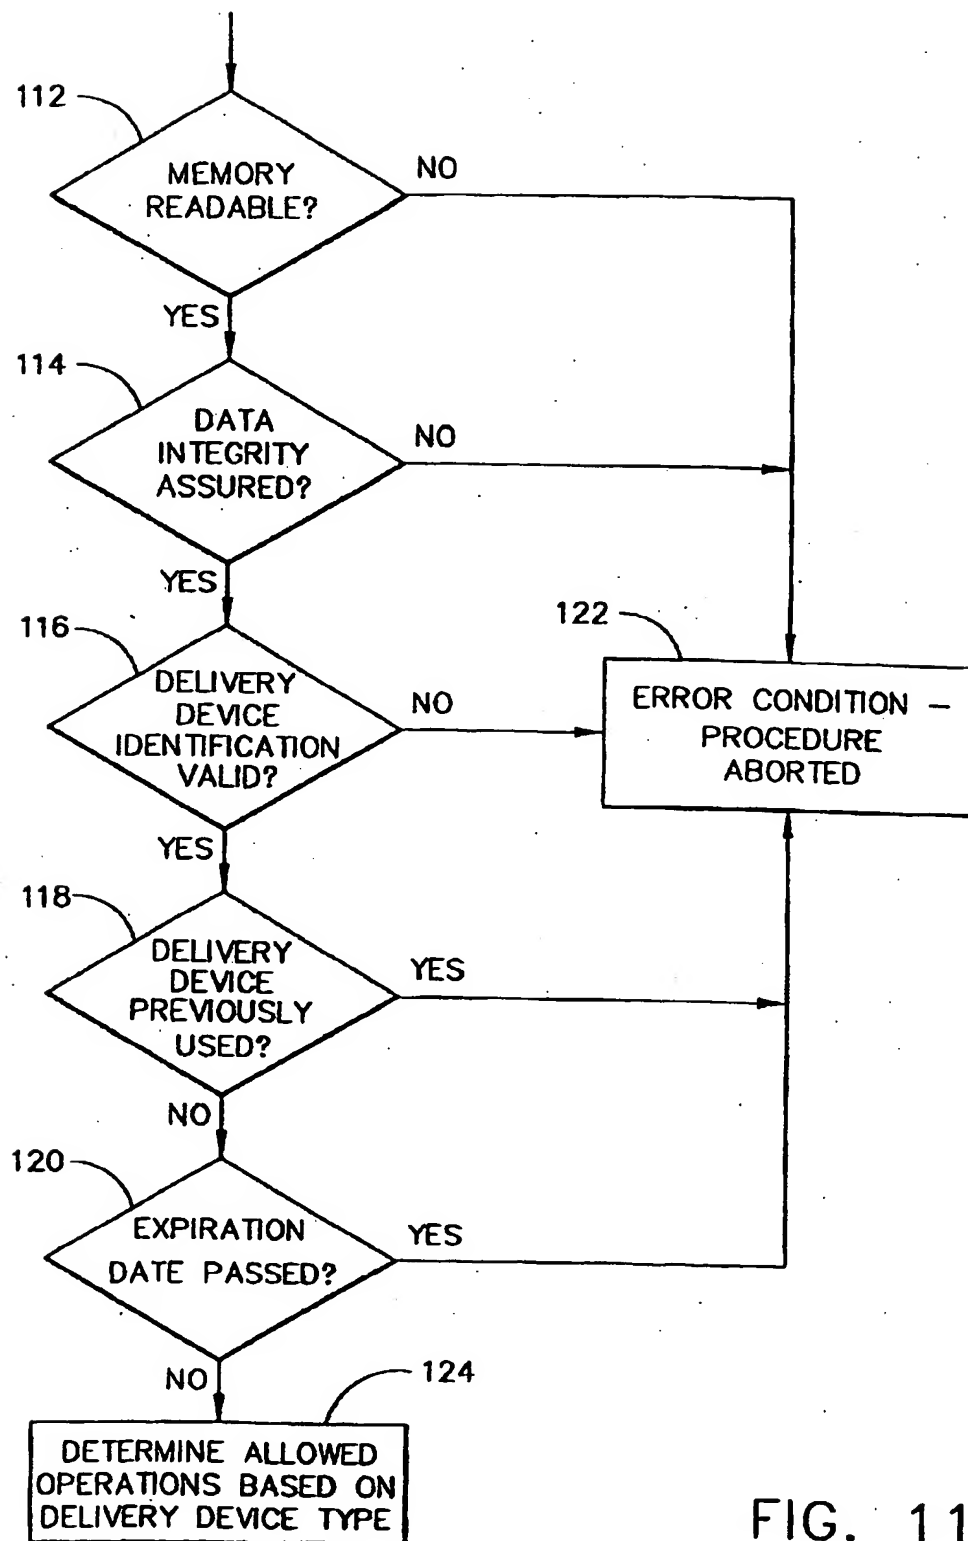 112
MEMORY
READABLE?
NO
YES
114
DATA
INTEGRITY
ASSURED?
NO
YES
116
DELIVERY
DEVICE
IDENTIFICATION
VALID?
NO
122
ERROR CONDITION –
PROCEDURE
ABORTED
YES
118
DELIVERY
DEVICE
PREVIOUSLY
USED?
YES
NO
120
EXPIRATION
DATE PASSED?
YES
NO
124
DETERMINE ALLOWED
OPERATIONS BASED ON
DELIVERY DEVICE TYPE
FIG. 11